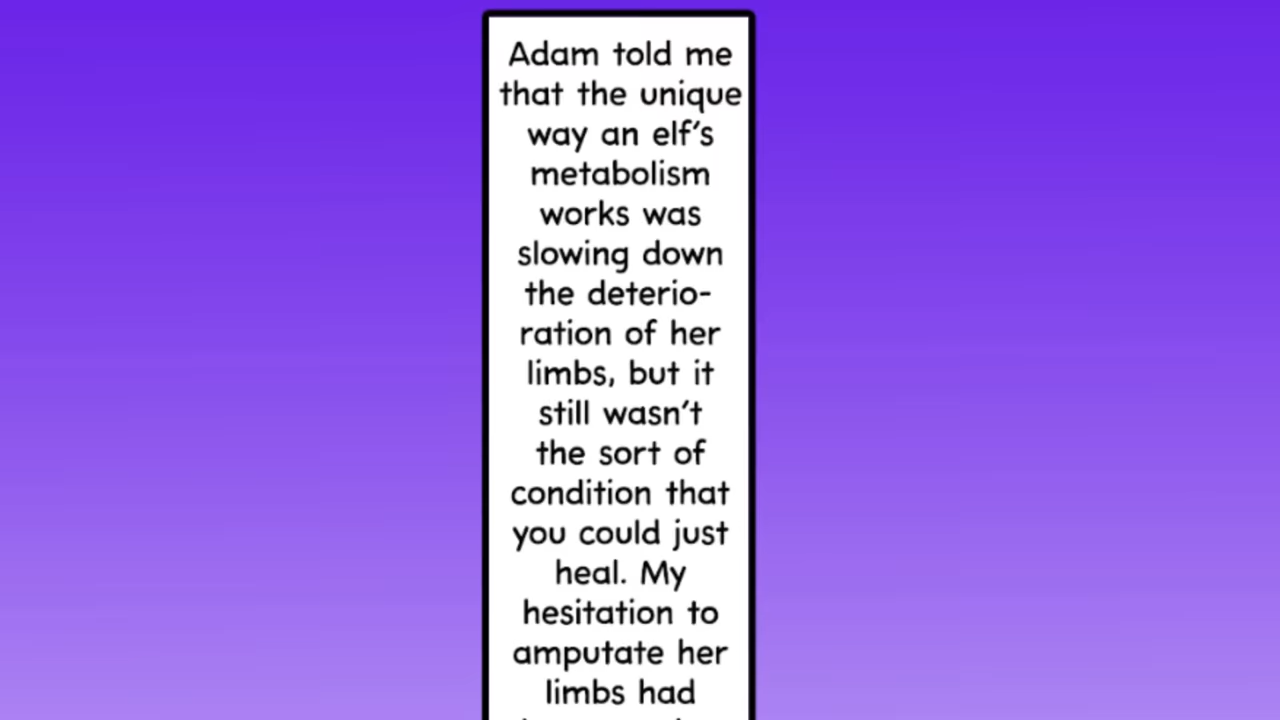 Adam told me
that the unique
way an elf's
metabolism
works was
slowing down
the deterio-
ration of her
limbs, but it
still wasn't
the sort of
condition that
you could just
heal. My
hesitation to
amputate her
limbs had